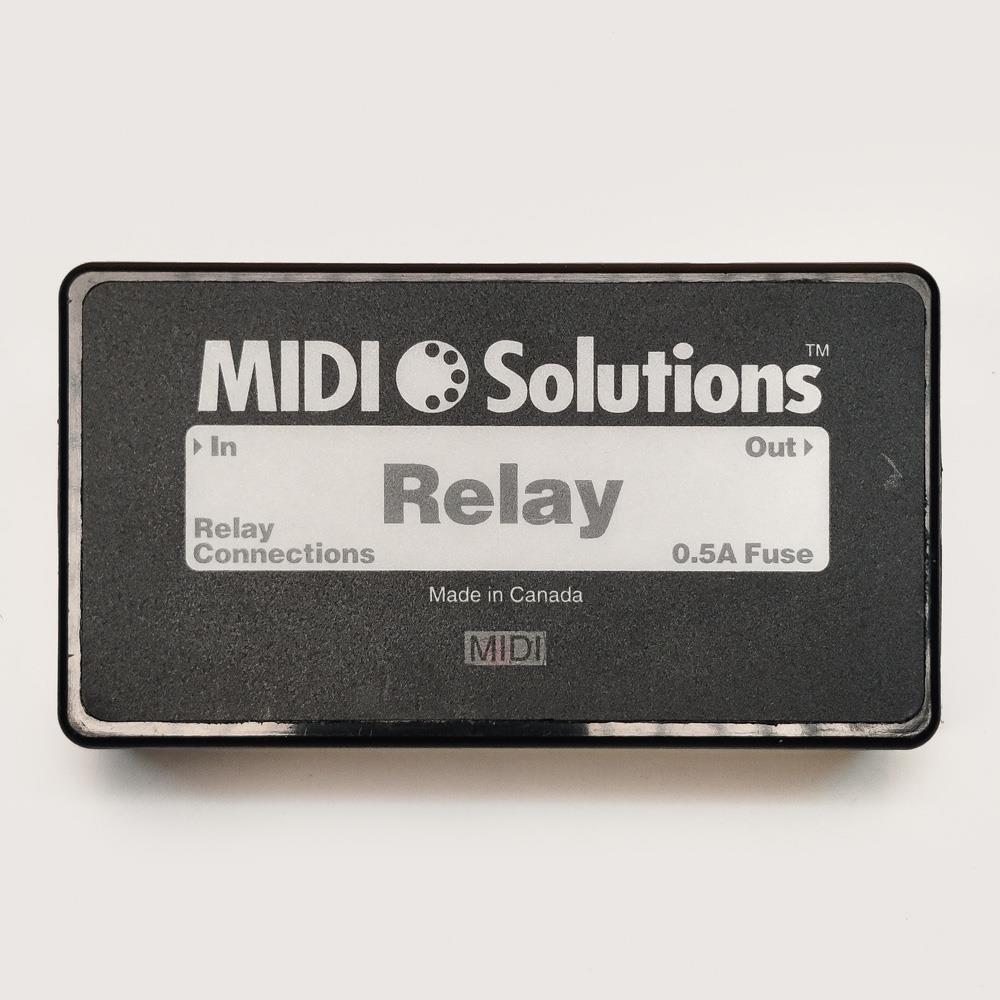 MIDI Solutions™
In
Out
Relay
Relay
Connections
0.5A Fuse
Made in Canada
MIDI